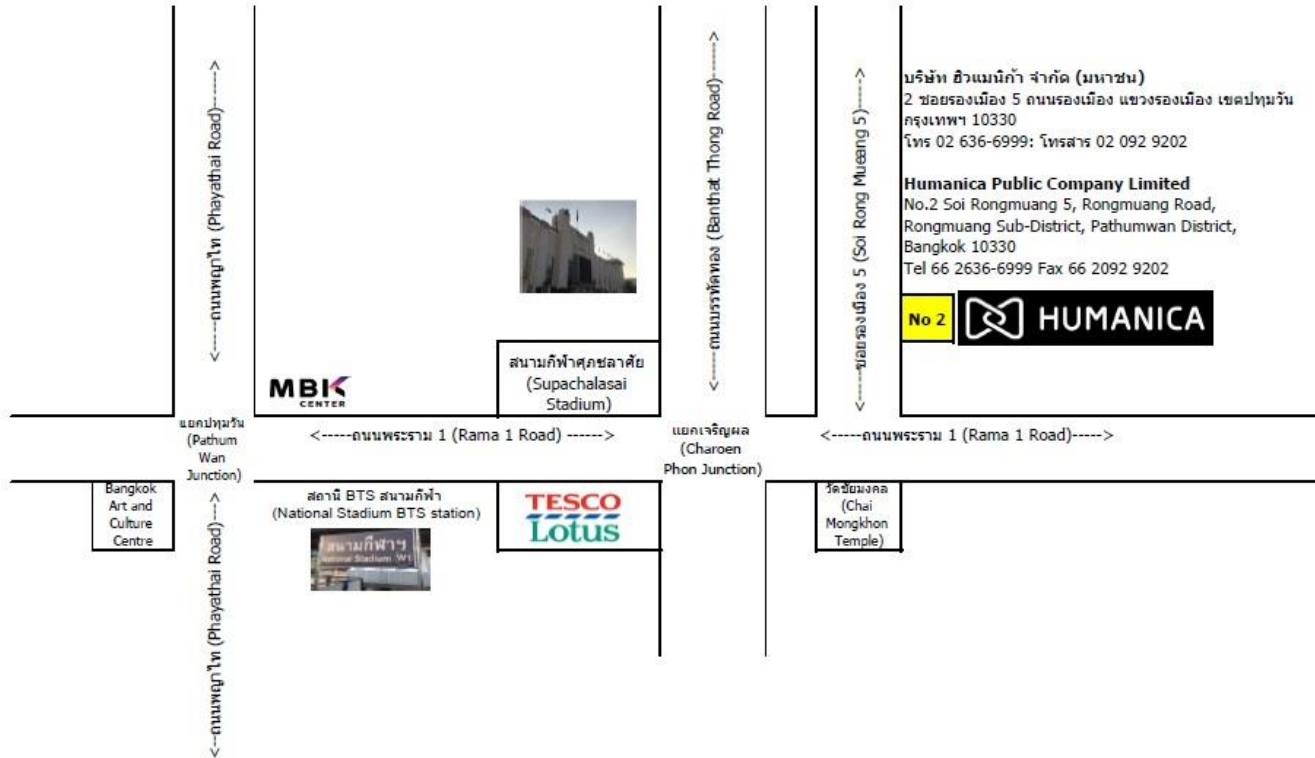 <-----ถนนพญาไท (Phayathai Road)----->
<-----ถนนบรรทัดทอง (Banthat Thong Road)----->
<-----ซอยรองเมือง 5 (Soi Rong Mueang 5)----->
บริษัท ฮิวแมนิก้า จำกัด (มหาชน)
2 ซอยรองเมือง 5 ถนนรองเมือง แขวงรองเมือง เขตปทุมวัน
กรุงเทพฯ 10330
โทร 02 636-6999: โทรสาร 02 092 9202
Humanica Public Company Limited
No.2 Soi Rongmuang 5, Rongmuang Road,
Rongmuang Sub-District, Pathumwan District,
Bangkok 10330
Tel 66 2636-6999 Fax 66 2092 9202
No 2
HUMANICA
MBK
CENTER
สนามกีฬาศุภชลาศัย
(Supachalasai
Stadium)
แยกปทุมวัน
(Pathum
Wan
Junction)
<-----ถนนพระราม 1 (Rama 1 Road) ------>
แยกเจริญผล
(Charoen
Phon Junction)
<-----ถนนพระราม 1 (Rama 1 Road)----->
Bangkok
Art and
Culture
Centre
<-----ถนนพญาไท (Phayathai Road)----->
สถานี BTS สนามกีฬา
(National Stadium BTS station)
สนามกีฬาฯ
National Stadium W1
TESCO
Lotus
วัดชัยมงคล
(Chai
Mongkhon
Temple)